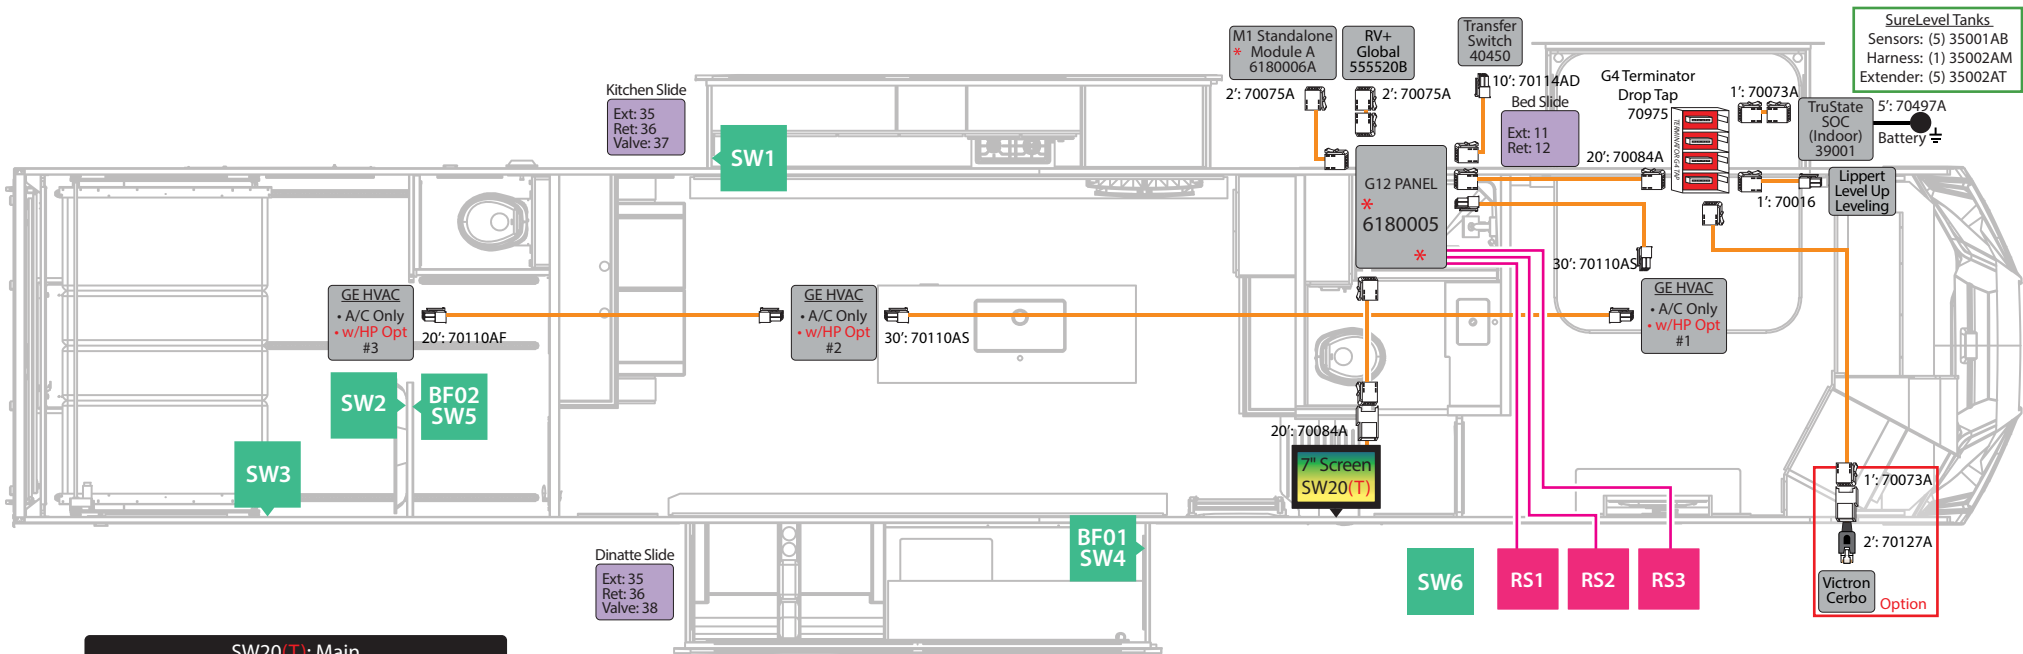 SureLevel Tanks
Sensors: (5) 35001AB
Harness: (1) 35002AM
Extender: (5) 35002AT
M1 Standalone
* Module A
6180006A
RV+
Global
555520B
Transfer
Switch
40450
2': 70075A
2': 70075A
10': 70114AD
G4 Terminator
Drop Tap
70975
1': 70073A
TruState
SOC
(Indoor)
39001
5': 70497A
Battery
Kitchen Slide
Ext: 35
Ret: 36
Valve: 37
SW1
Bed Slide
Ext: 11
Ret: 12
20': 70084A
TERMINATOR G4 TAP
G12 PANEL
*
6180005
*
1': 70016
Lippert
Level Up
Leveling
30': 70110AS
GE HVAC
• A/C Only
• w/HP Opt
#3
20': 70110AF
GE HVAC
• A/C Only
• w/HP Opt
#2
30': 70110AS
GE HVAC
• A/C Only
• w/HP Opt
#1
SW2
BF02
SW5
SW3
20': 70084A
7" Screen
SW20(T)
1': 70073A
2': 70127A
Victron
Cerbo
Option
Dinatte Slide
Ext: 35
Ret: 36
Valve: 38
BF01
SW4
SW6
RS1
RS2
RS3
SW20(T): Main